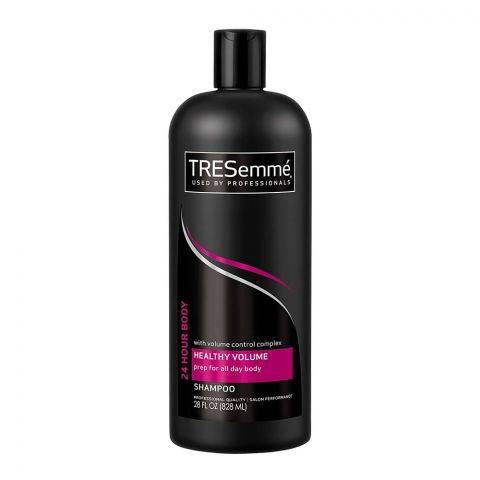 TRESemmé
USED BY PROFESSIONALS
24 HOUR BODY
with volume control complex
HEALTHY VOLUME
prep for all day body
SHAMPOO
PROFESSIONAL QUALITY | SALON PERFORMANCE
28 FL OZ (828 ML)